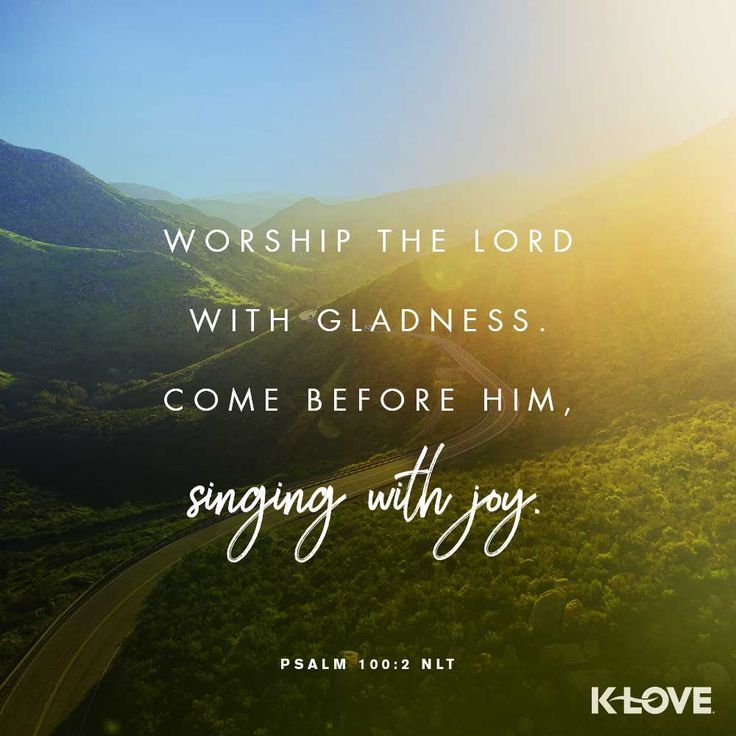 WORSHIP THE LORD
WITH GLADNESS.
COME BEFORE HIM,
singing with joy.
PSALM 100:2 NLT
K-LOVE